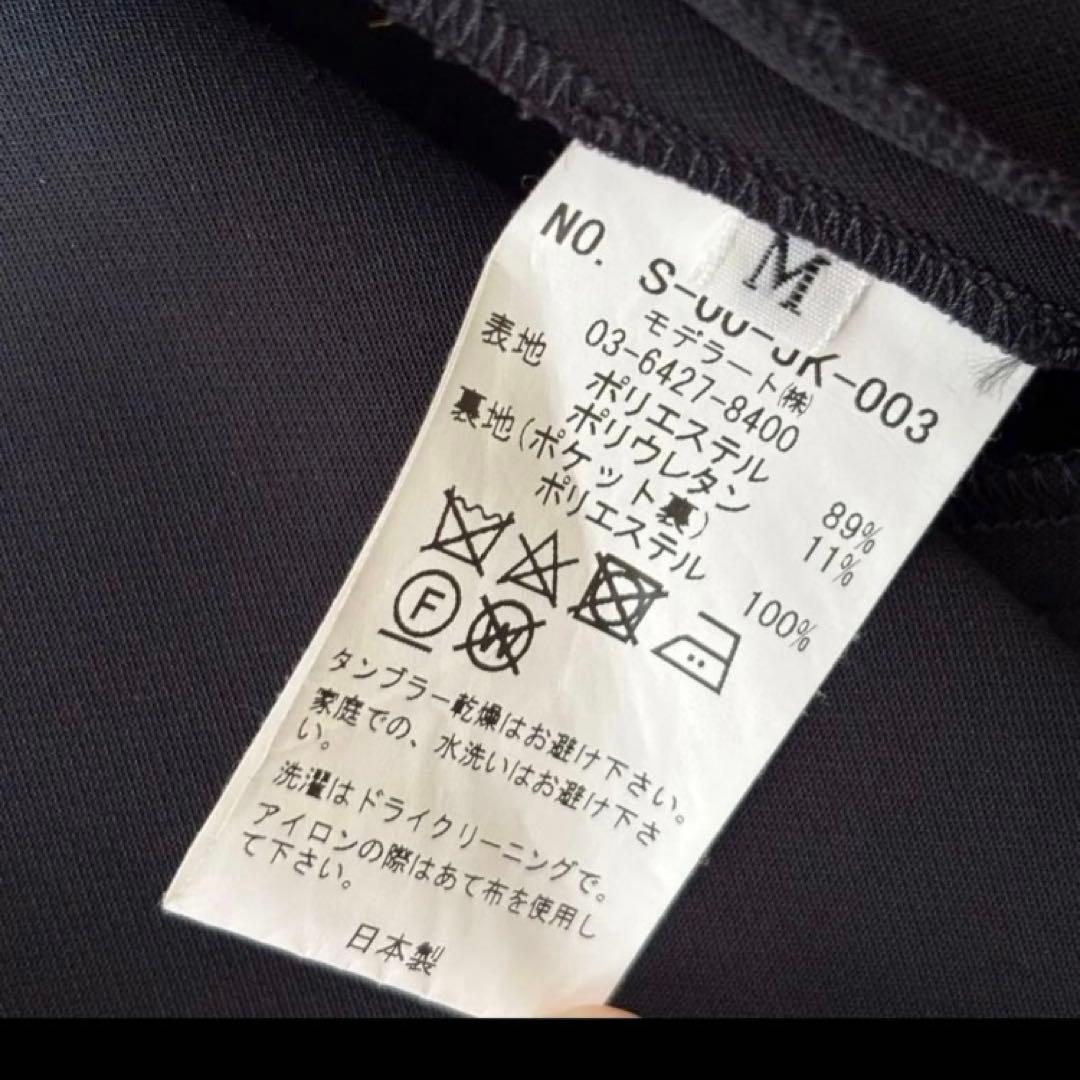 M
NO. S-00-JK-003
モデラート㈱
03-6427-8400
表地 ポリエステル 89%
ポリウレタン 11%
裏地(ポケット裏)
ポリエステル 100%
F W
タンブラー乾燥はお避け下さい。
家庭での、水洗いはお避け下さ
い。
洗濯はドライクリーニングで。
アイロンの際はあて布を使用し
て下さい。
日本製